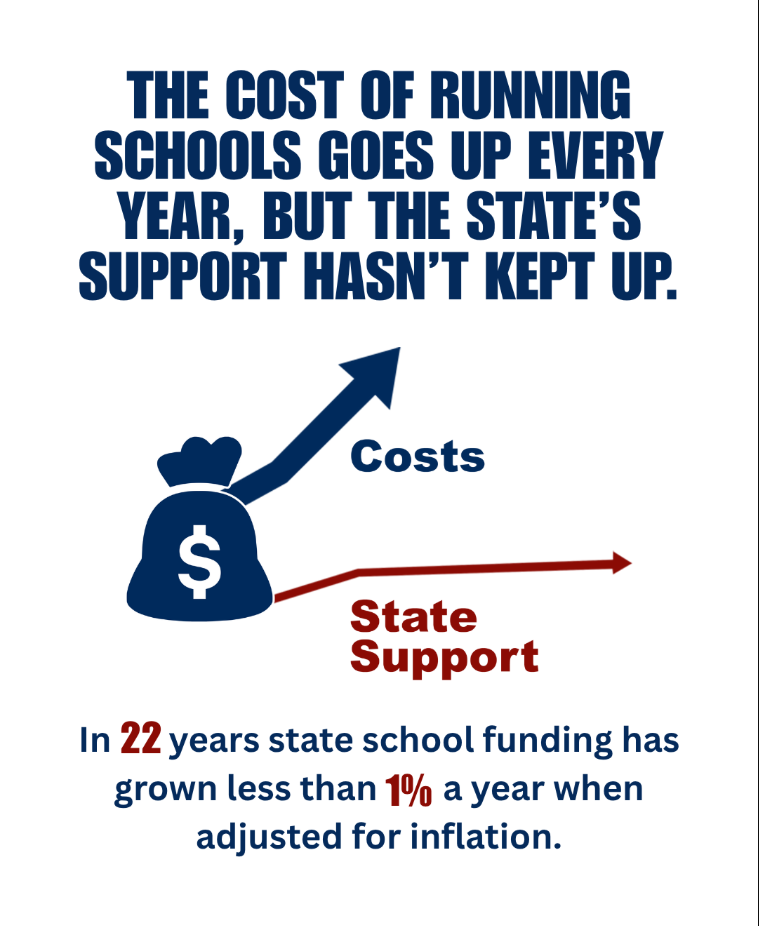 THE COST OF RUNNING
SCHOOLS GOES UP EVERY
YEAR, BUT THE STATE’S
SUPPORT HASN’T KEPT UP.
Costs
$
State
Support
In 22 years state school funding has
grown less than 1% a year when
adjusted for inflation.